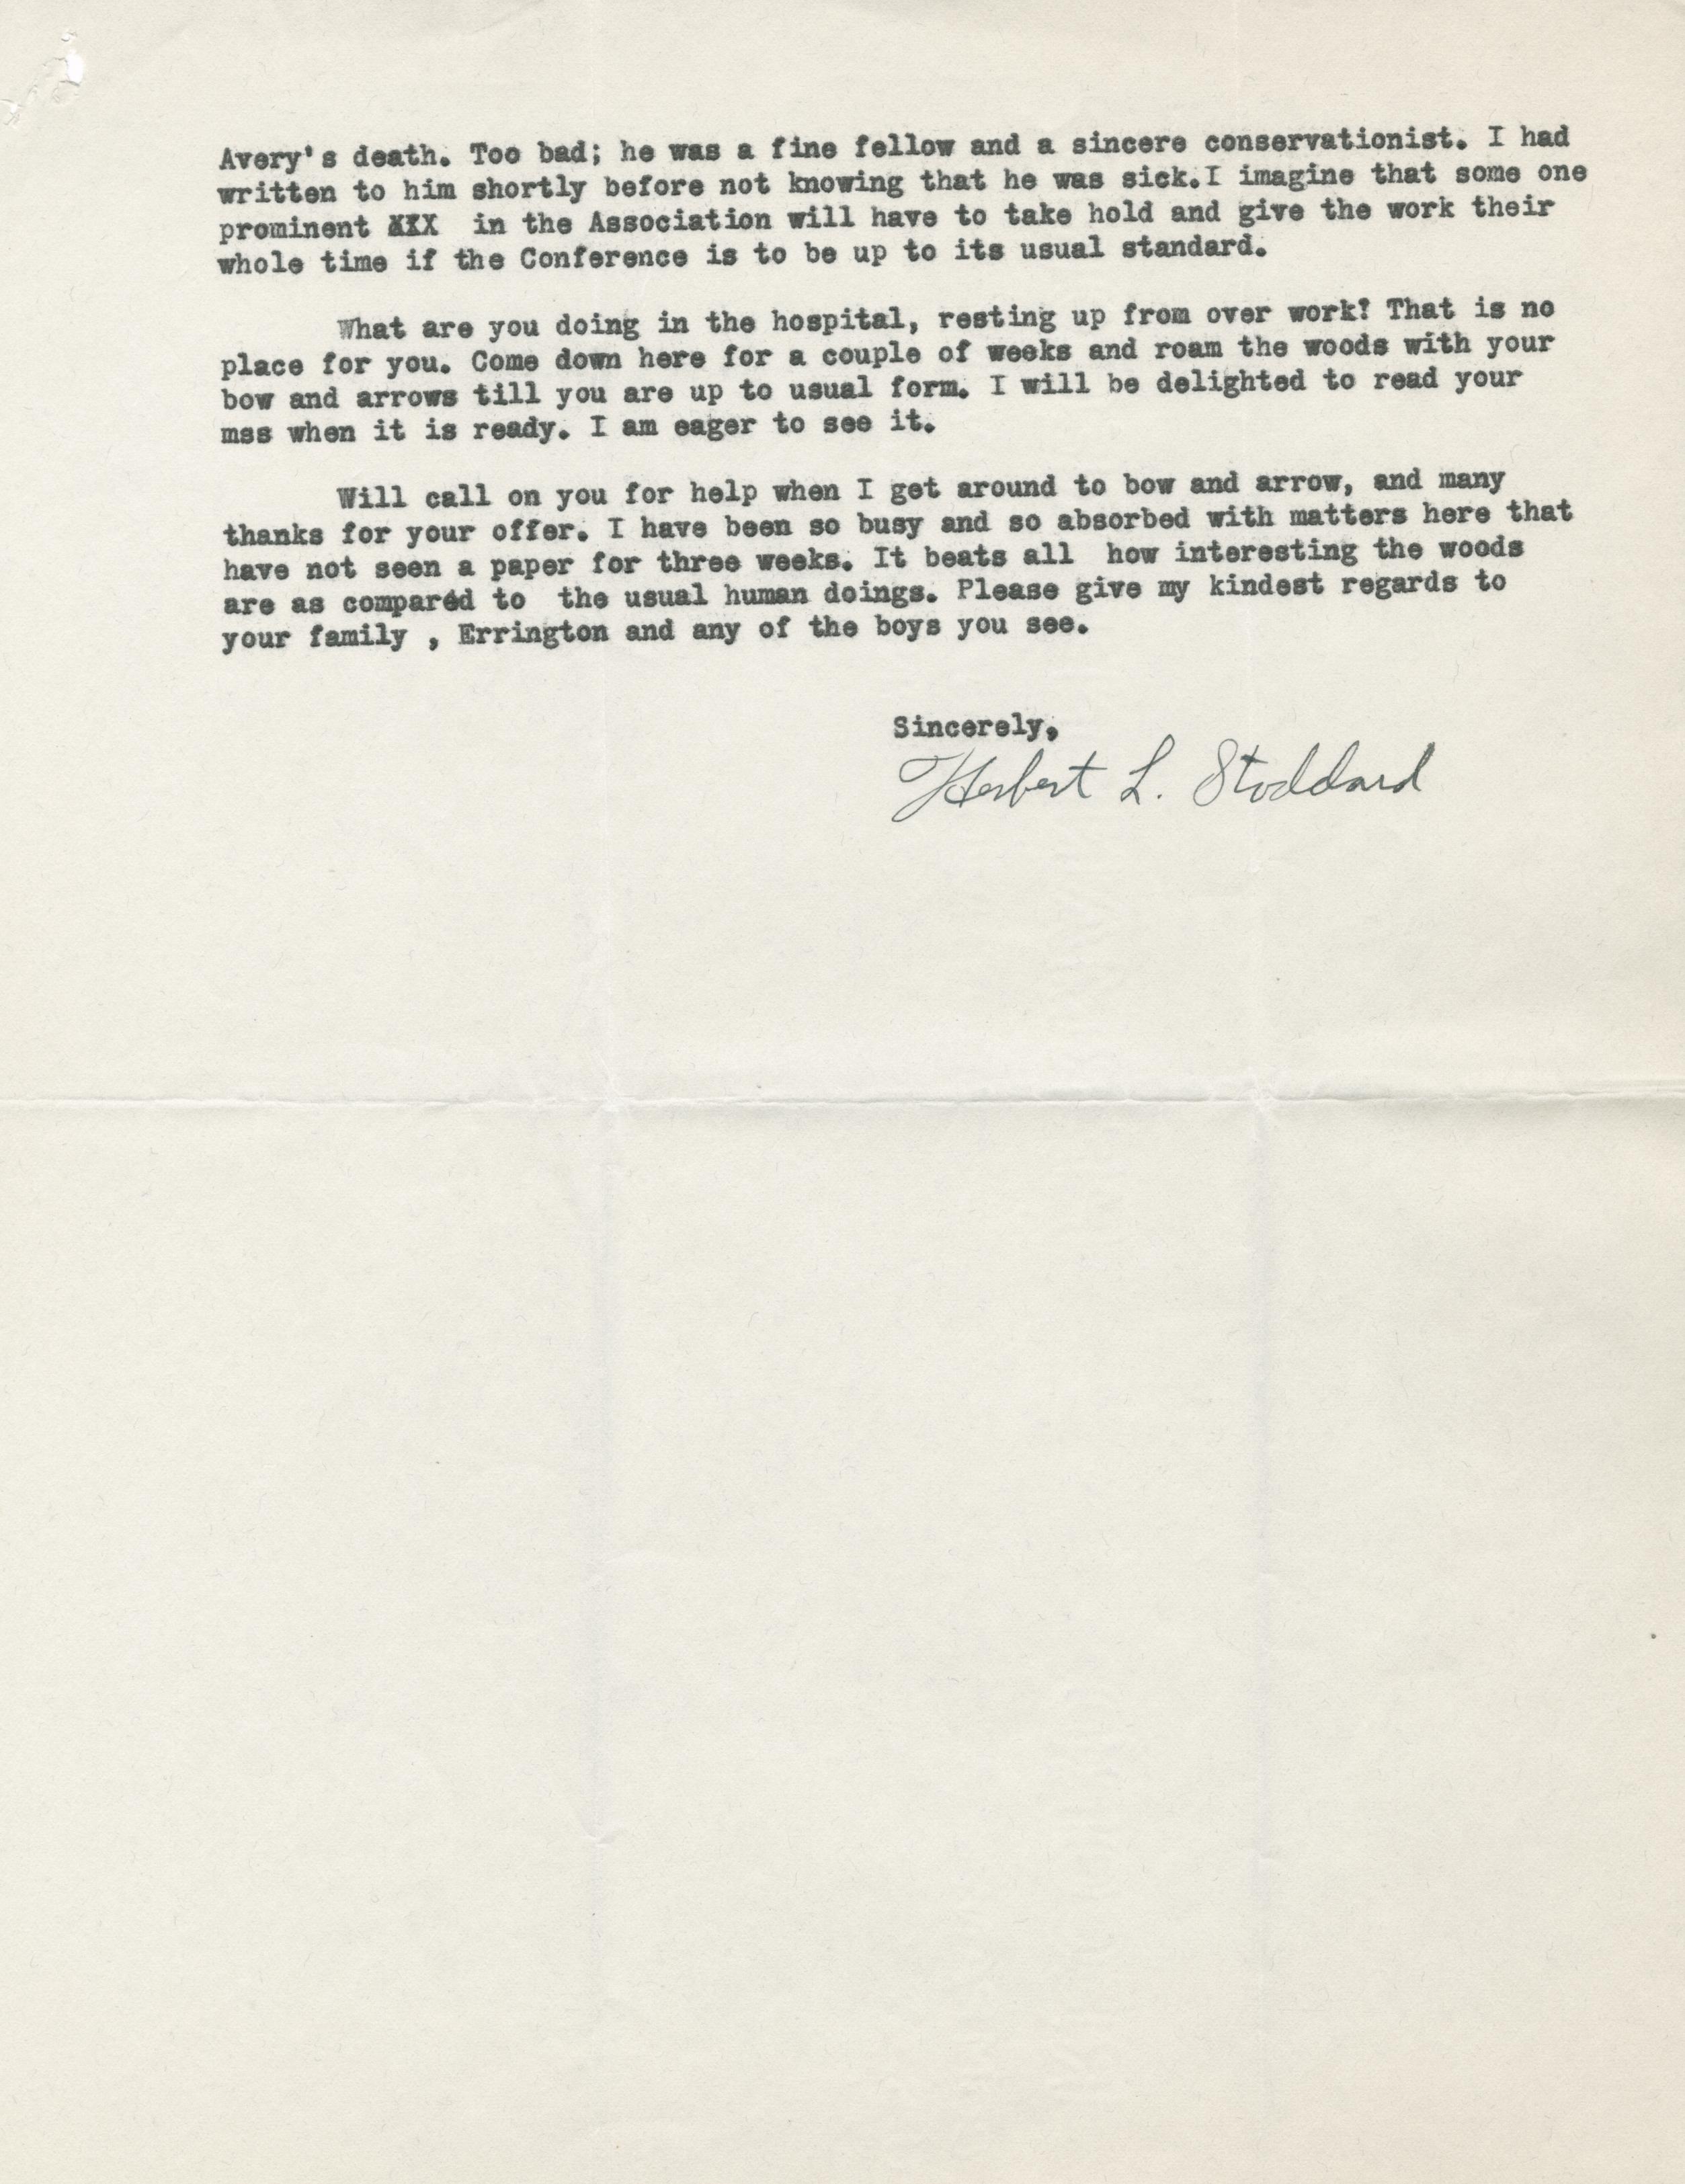 Avery's death. Too bad; he was a fine fellow and a sincere conservationist. I had
written to him shortly before not knowing that he was sick.I imagine that some one
prominent XXX  in the Association will have to take hold and give the work their
whole time if the Conference is to be up to its usual standard.
What are you doing in the hospital, resting up from over work? That is no
place for you. Come down here for a couple of weeks and roam the woods with your
bow and arrows till you are up to usual form. I will be delighted to read your
mss when it is ready. I am eager to see it.
Will call on you for help when I get around to bow and arrow, and many
thanks for your offer. I have been so busy and so absorbed with matters here that
have not seen a paper for three weeks. It beats all  how interesting the woods
are as compared to  the usual human doings. Please give my kindest regards to
your family , Errington and any of the boys you see.
Sincerely,
Herbert L. Stoddard